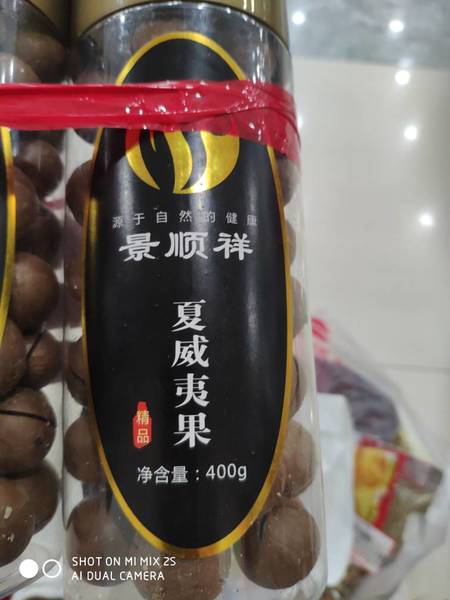 源于自然的健康
景顺祥
夏威夷果
精品
净含量：400g
SHOT ON MI MIX 2S
AI DUAL CAMERA